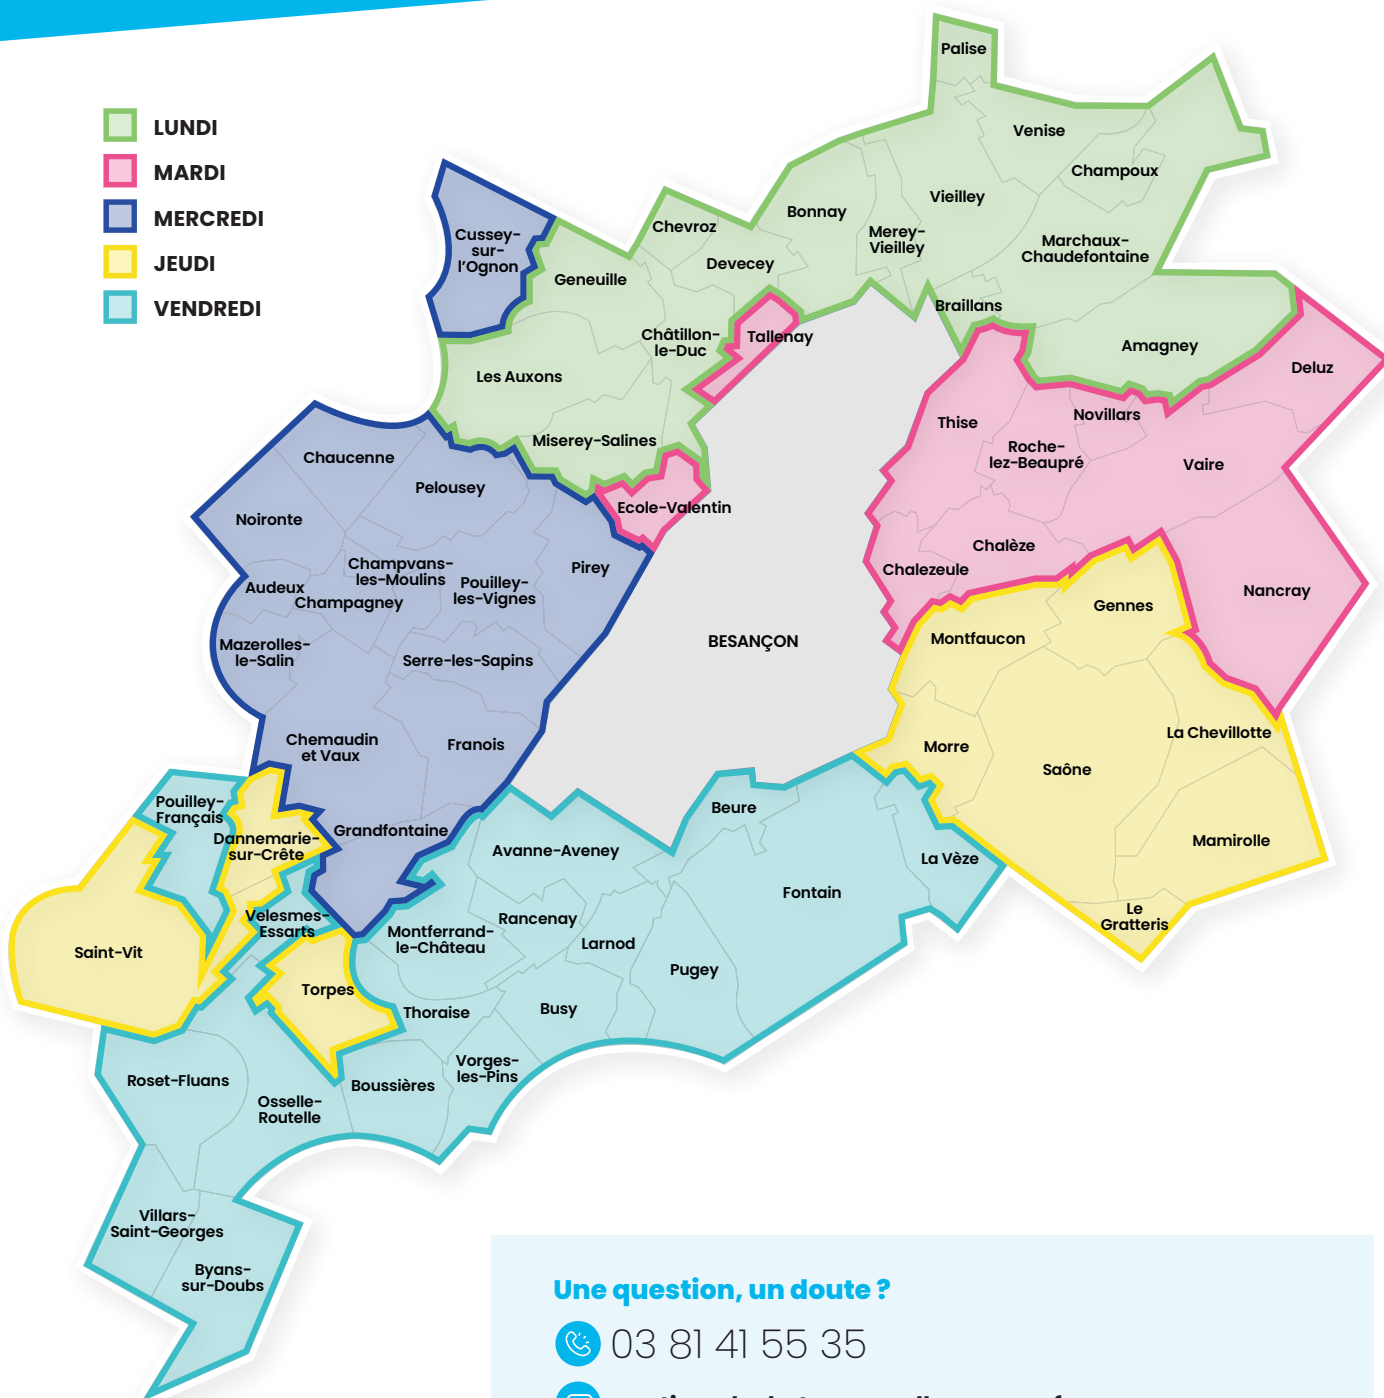 LUNDI
MARDI
MERCREDI
JEUDI
VENDREDI
Palise
Venise
Champoux
Vieilley
Bonnay
Merey-
Vieilley
Marchaux-
Chaudefontaine
Chevroz
Devecey
Cussey-
sur-
l'Ognon
Geneuille
Braillans
Châtillon-
le-Duc
Tallenay
Amagney
Les Auxons
Deluz
Miserey-Salines
Thise
Novillars
Roche-
lez-Beaupré
Vaire
Chaucenne
Pelousey
Ecole-Valentin
Noironte
Chalèze
Champvans-
les-Moulins
Pirey
Chalezeule
Audeux
Champagney
Pouilley-
les-Vignes
Nancray
Gennes
Montfaucon
BESANÇON
Mazerolles-
le-Salin
Serre-les-Sapins
La Chevillotte
Chemaudin
et Vaux
Franois
Morre
Saône
Pouilley-
Français
Beure
Grandfontaine
Dannemarie-
sur-Crête
Avanne-Aveney
Mamirolle
La Vèze
Fontain
Velesmes-
Essarts
Rancenay
Le
Gratteris
Montferrand-
le-Château
Larnod
Saint-Vit
Pugey
Torpes
Thoraise
Busy
Vorges-
les-Pins
Roset-Fluans
Boussières
Osselle-
Routelle
Villars-
Saint-Georges
Byans-
sur-Doubs
Une question, un doute ?
03 81 41 55 35